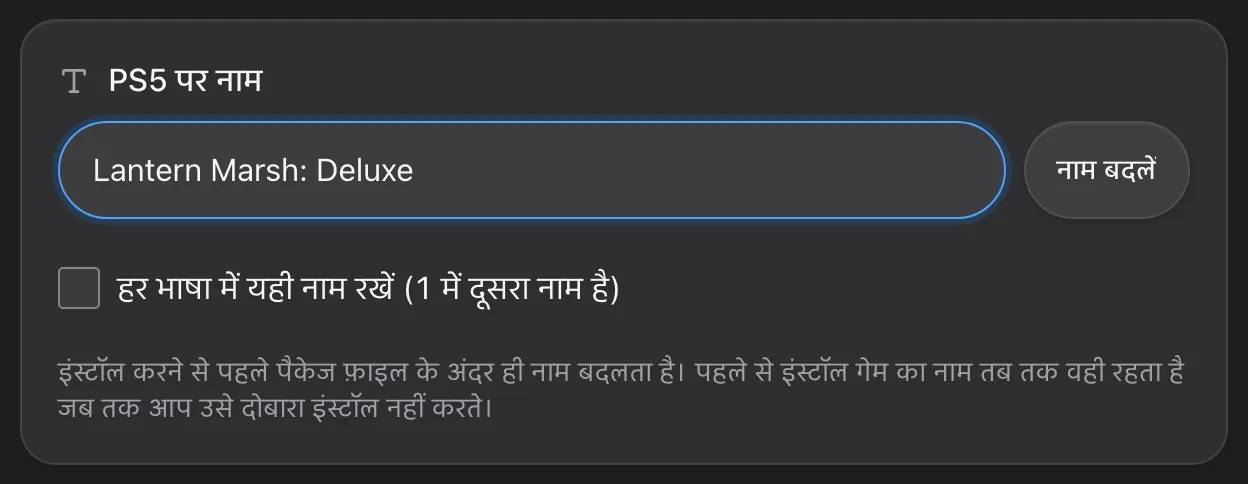 PS5 पर नाम
Lantern Marsh: Deluxe
नाम बदलें
हर भाषा में यही नाम रखें (1 में दूसरा नाम है)
इंस्टॉल करने से पहले पैकेज फ़ाइल के अंदर ही नाम बदलता है। पहले से इंस्टॉल गेम का नाम तब तक वही रहता है
जब तक आप उसे दोबारा इंस्टॉल नहीं करते।